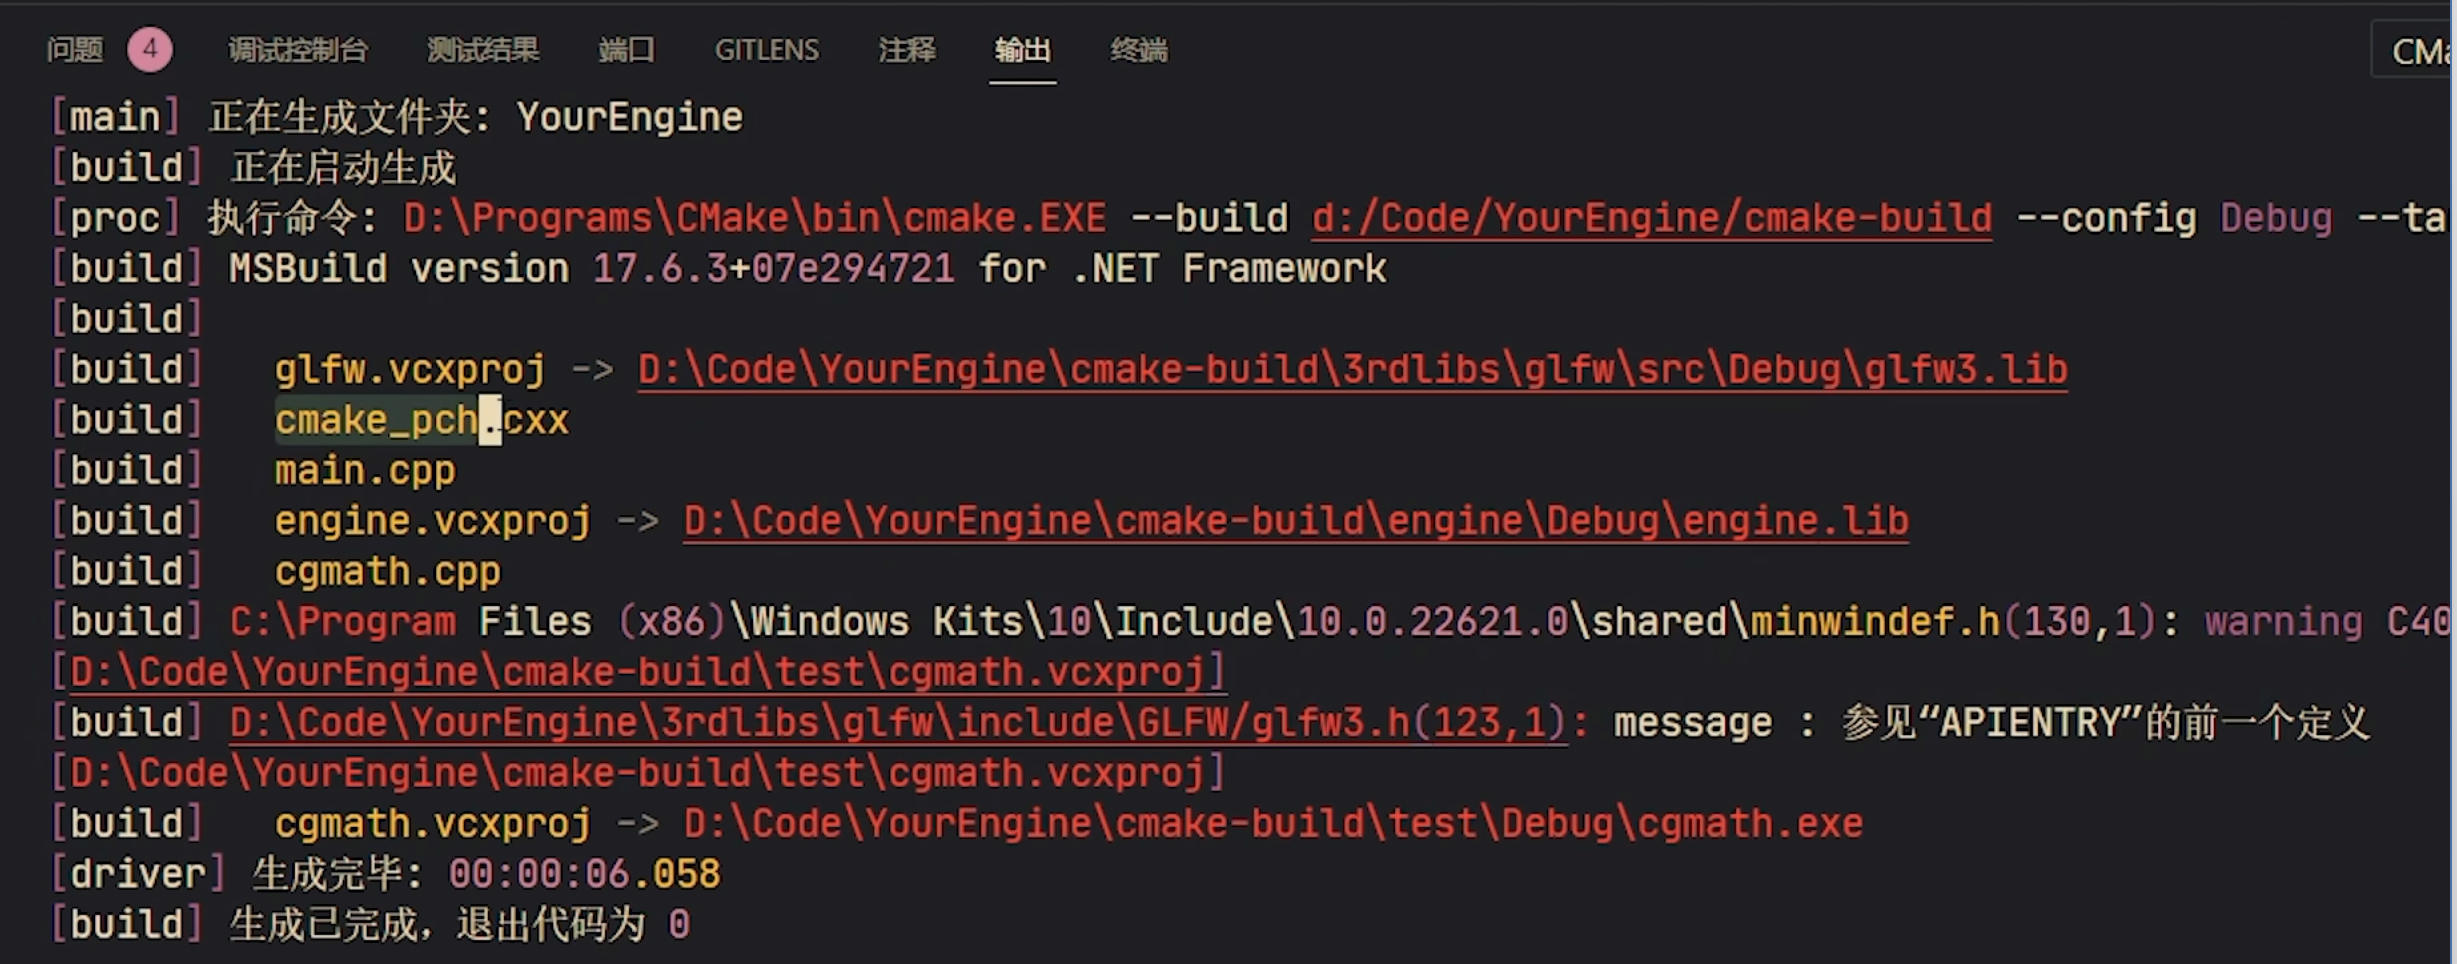 问题 4 调试控制台 测试结果 端口 GITLENS 注释 输出 终端
[main] 正在生成文件夹: YourEngine
[build] 正在启动生成
[proc] 执行命令: D:\Programs\CMake\bin\cmake.EXE --build d:/Code/YourEngine/cmake-build --config Debug --ta
[build] MSBuild version 17.6.3+07e294721 for .NET Framework
[build]
[build] glfw.vcxproj -> D:\Code\YourEngine\cmake-build\3rdlibs\glfw\src\Debug\glfw3.lib
[build] cmake_pch.cxx
[build] main.cpp
[build] engine.vcxproj -> D:\Code\YourEngine\cmake-build\engine\Debug\engine.lib
[build] cgmath.cpp
[build] C:\Program Files (x86)\Windows Kits\10\Include\10.0.22621.0\shared\minwindef.h(130,1): warning C40
[D:\Code\YourEngine\cmake-build\test\cgmath.vcxproj]
[build] D:\Code\YourEngine\3rdlibs\glfw\include\GLFW/glfw3.h(123,1): message : 参见“APIENTRY”的前一个定义
[D:\Code\YourEngine\cmake-build\test\cgmath.vcxproj]
[build] cgmath.vcxproj -> D:\Code\YourEngine\cmake-build\test\Debug\cgmath.exe
[driver] 生成完毕: 00:00:06.058
[build] 生成已完成，退出代码为 0